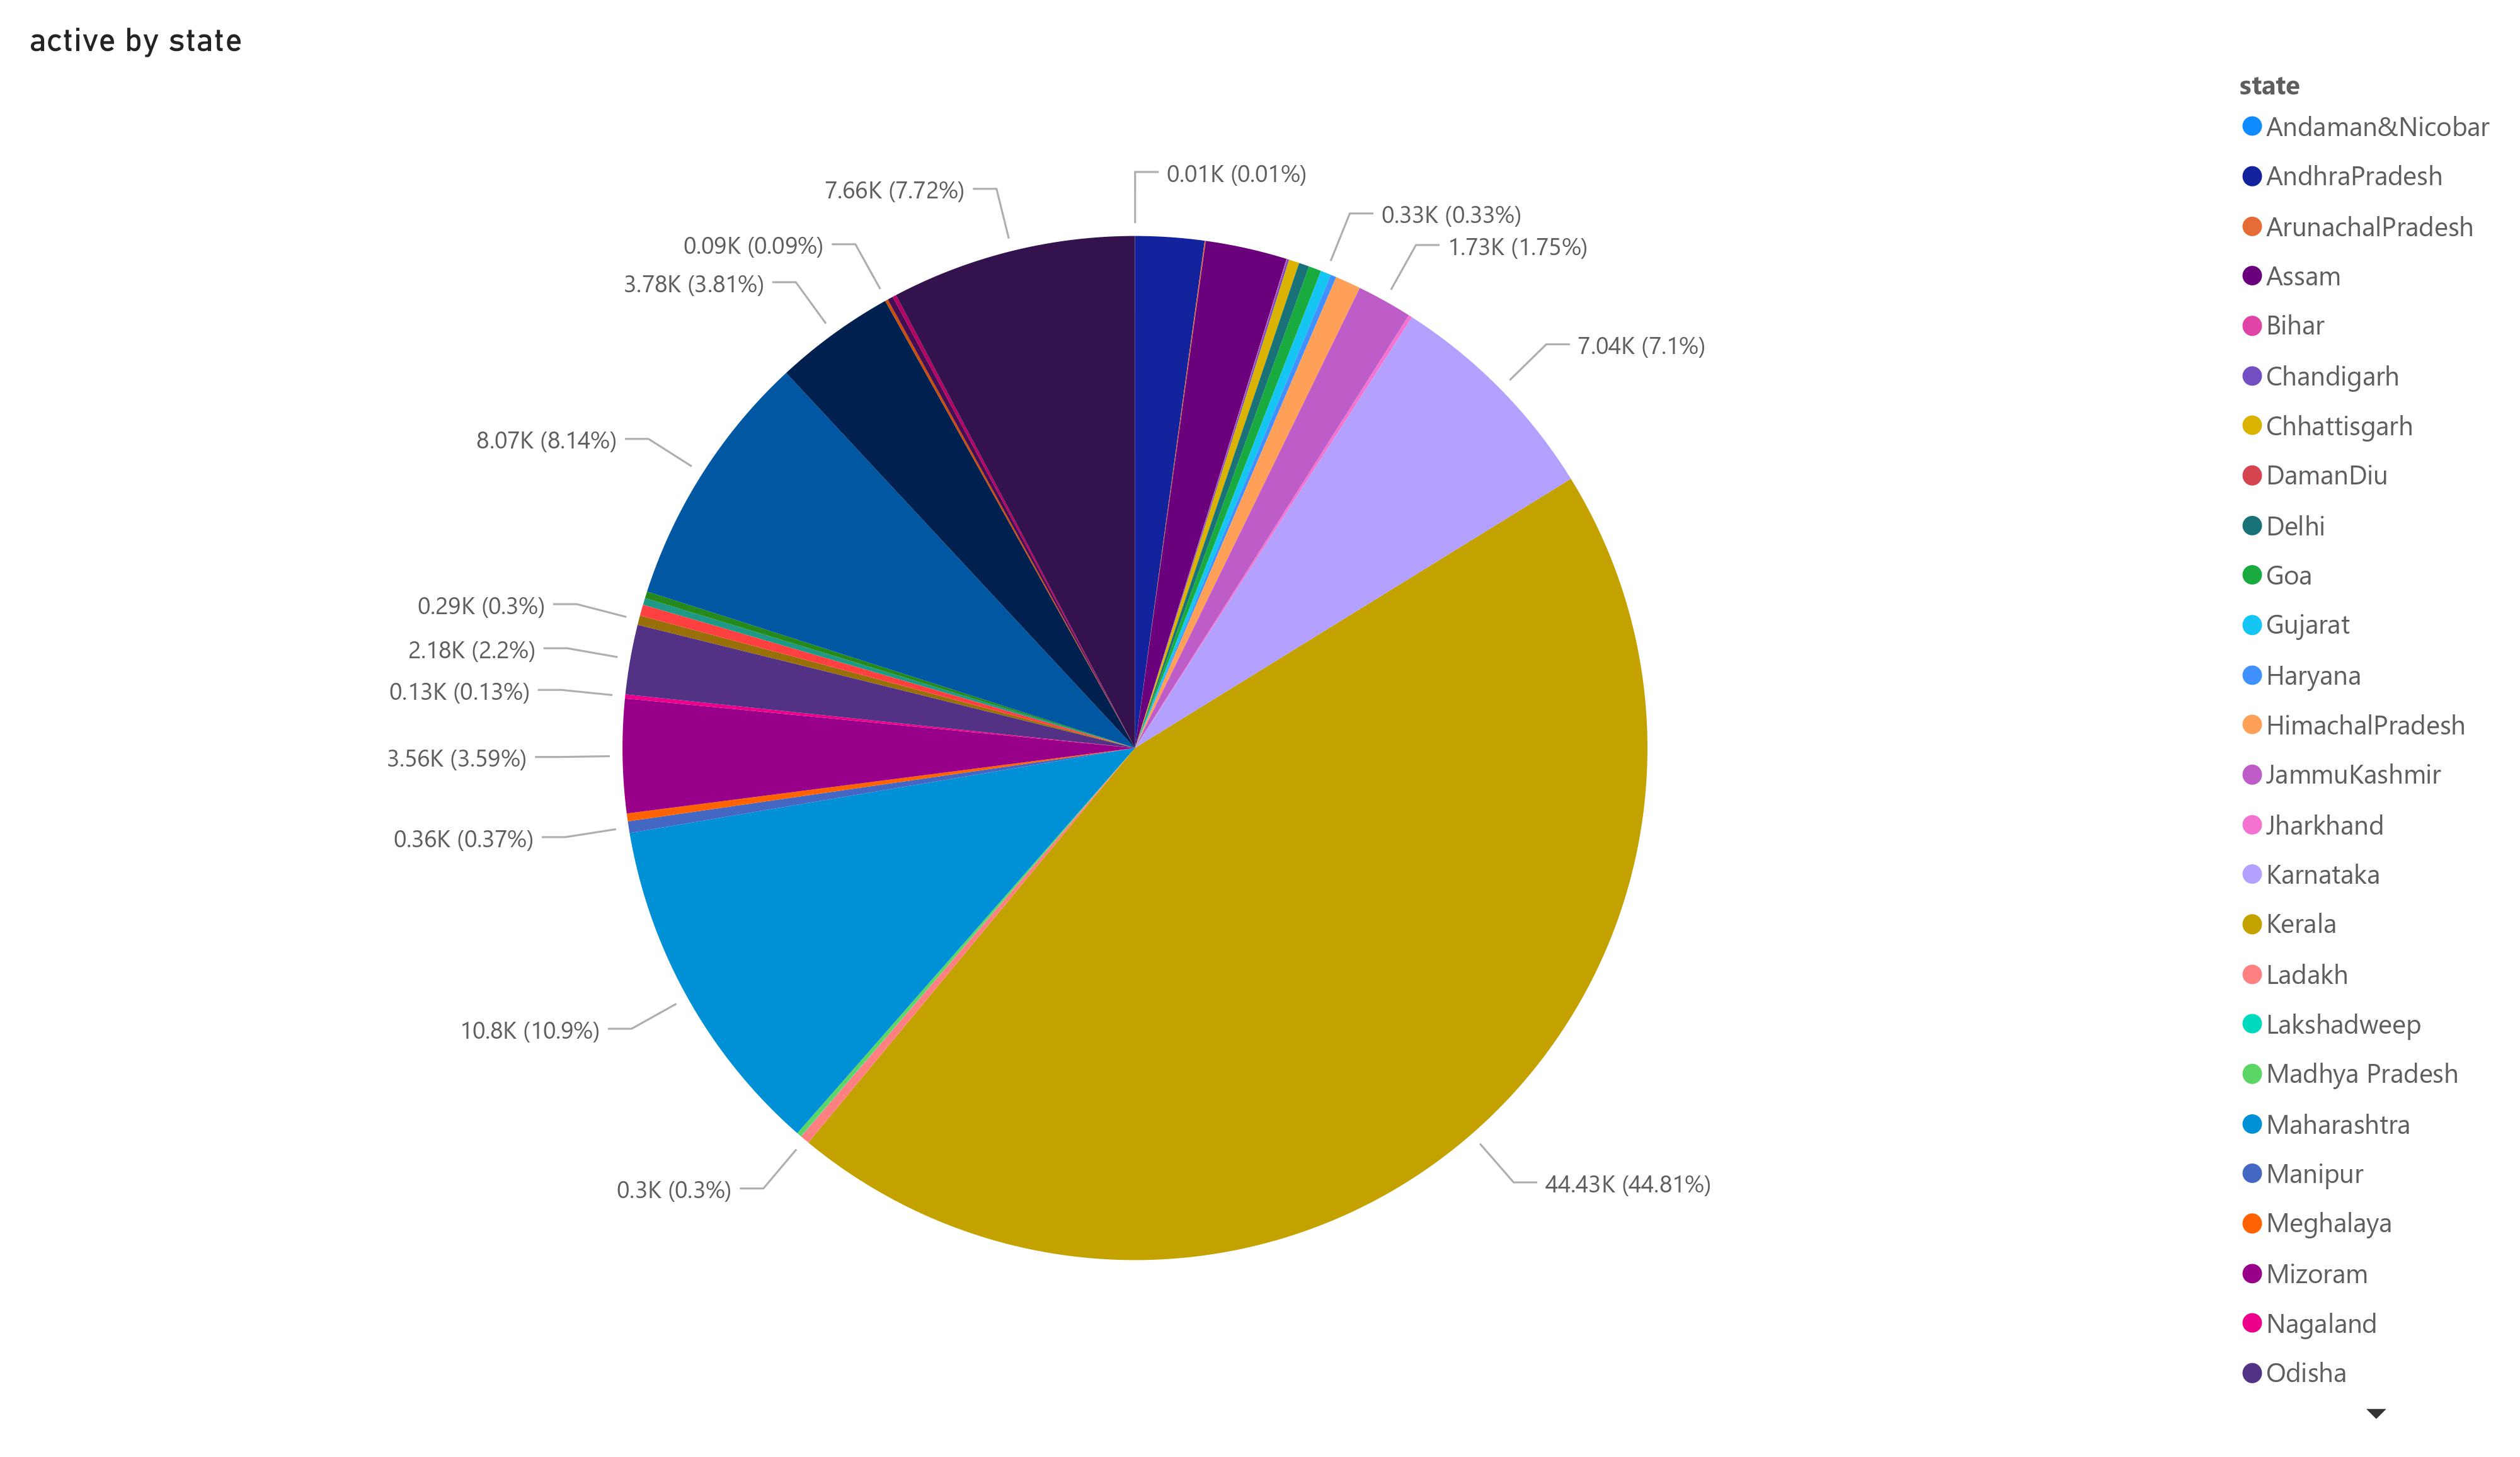 active by state
0.01K (0.01%)
0.33K (0.33%)
1.73K (1.75%)
7.04K (7.1%)
44.43K (44.81%)
0.3K (0.3%)
10.8K (10.9%)
0.36K (0.37%)
3.56K (3.59%)
0.13K (0.13%)
2.18K (2.2%)
0.29K (0.3%)
8.07K (8.14%)
3.78K (3.81%)
0.09K (0.09%)
7.66K (7.72%)
state
Andaman&Nicobar
AndhraPradesh
ArunachalPradesh
Assam
Bihar
Chandigarh
Chhattisgarh
DamanDiu
Delhi
Goa
Gujarat
Haryana
HimachalPradesh
JammuKashmir
Jharkhand
Karnataka
Kerala
Ladakh
Lakshadweep
Madhya Pradesh
Maharashtra
Manipur
Meghalaya
Mizoram
Nagaland
Odisha